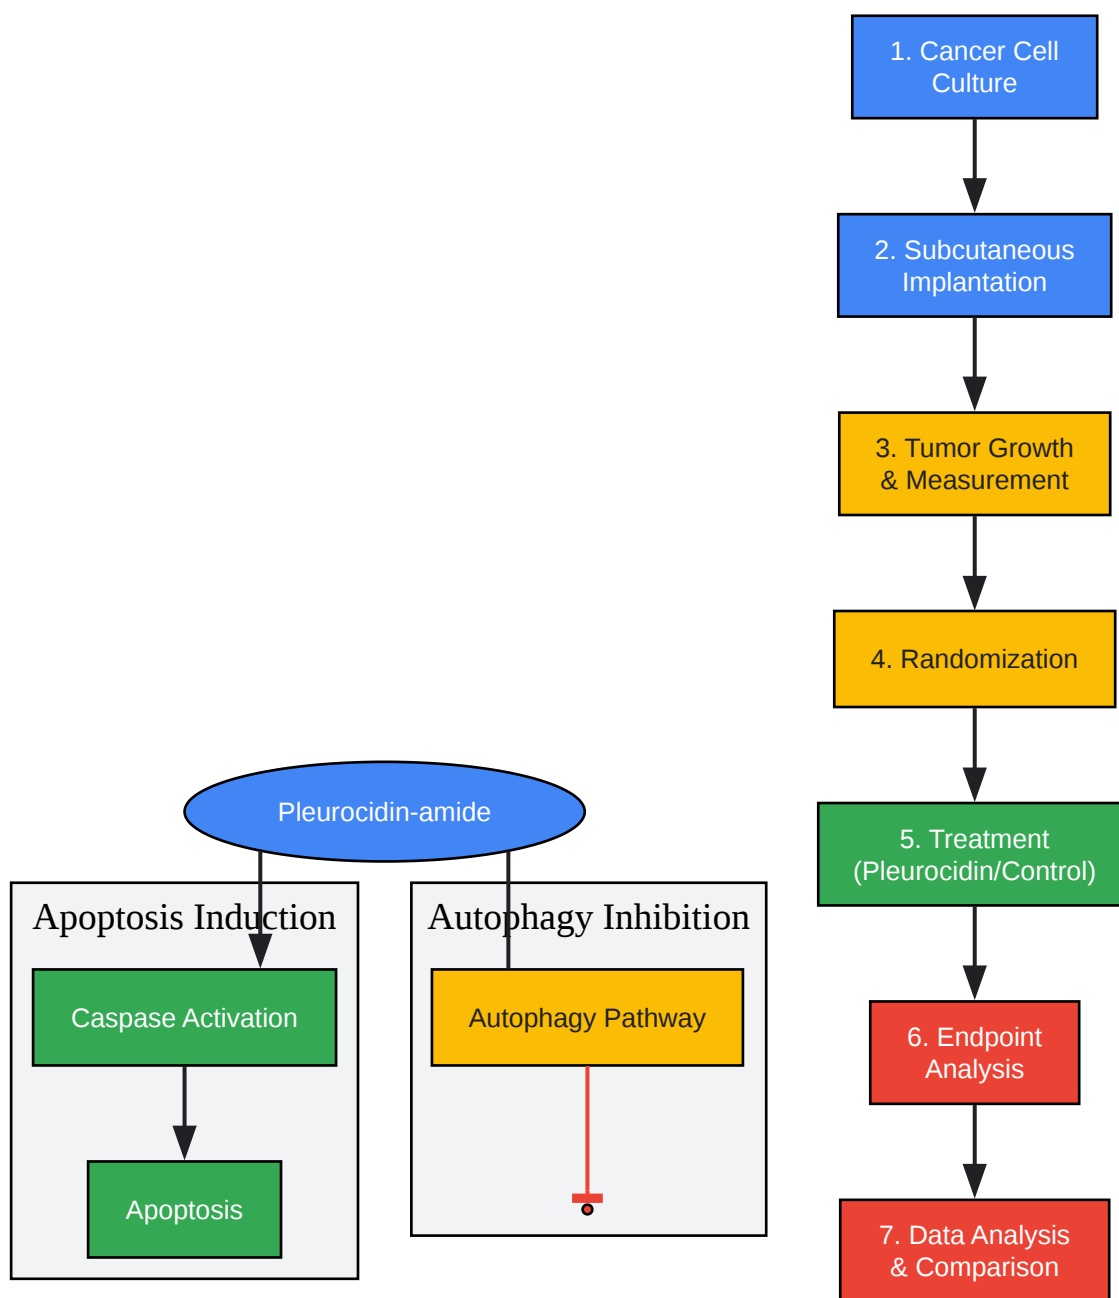 1. Cancer Cell
Culture
2. Subcutaneous
Implantation
3. Tumor Growth
& Measurement
4. Randomization
5. Treatment
(Pleurocidin/Control)
6. Endpoint
Analysis
7. Data Analysis
& Comparison
Pleurocidin-amide
Apoptosis Induction
Caspase Activation
Apoptosis
Autophagy Inhibition
Autophagy Pathway